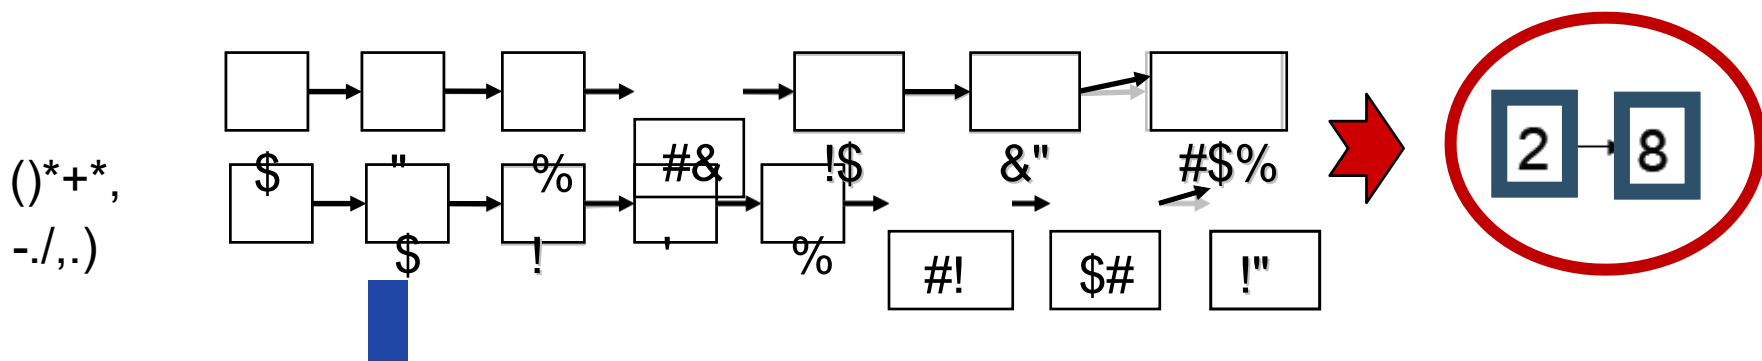 $ " % #& !$ &" #$%
2 8
()*+*,
-./,.)
$ ! ' % #! $# !"